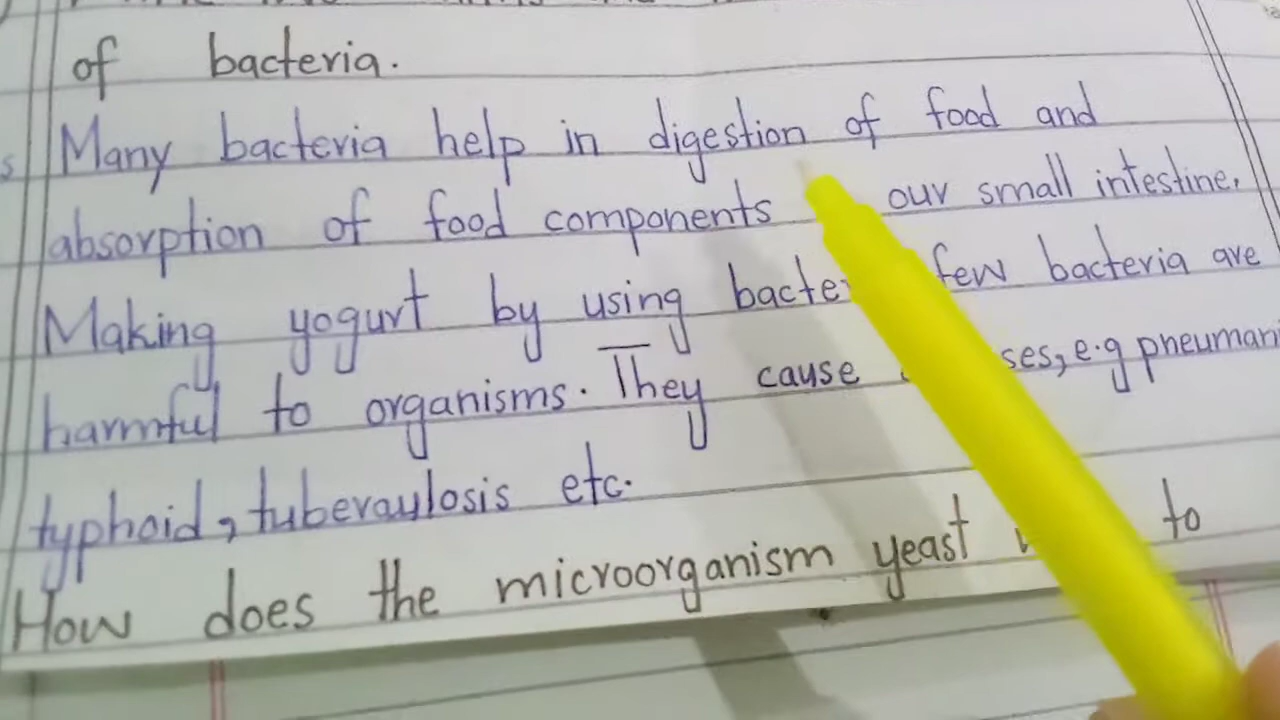 of bacteria.
s Many bacteria help in digestion of food and
absorption of food components our small intestine.
Making yogurt by using few bacteria are
harmful to organisms. They cause e.g
typhoid, tuberaulosis etc.
How does the microorganism yeast to